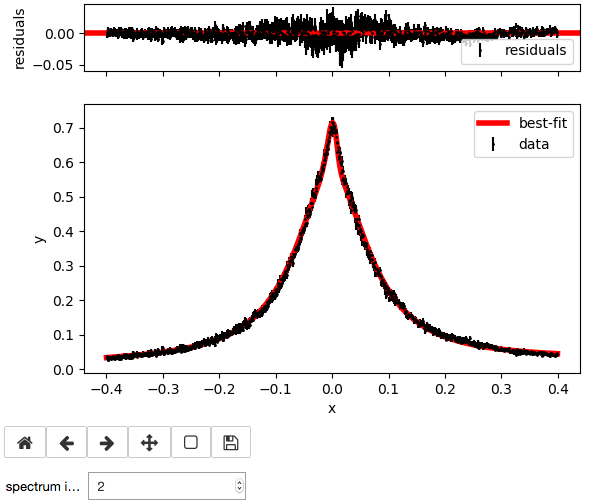 residuals
0.00
−0.05
residuals
0.7
0.6
0.5
0.4
0.3
0.2
0.1
0.0
y
best-fit
data
−0.4 −0.3 −0.2 −0.1 0.0 0.1 0.2 0.3 0.4
x
spectrum i...
2